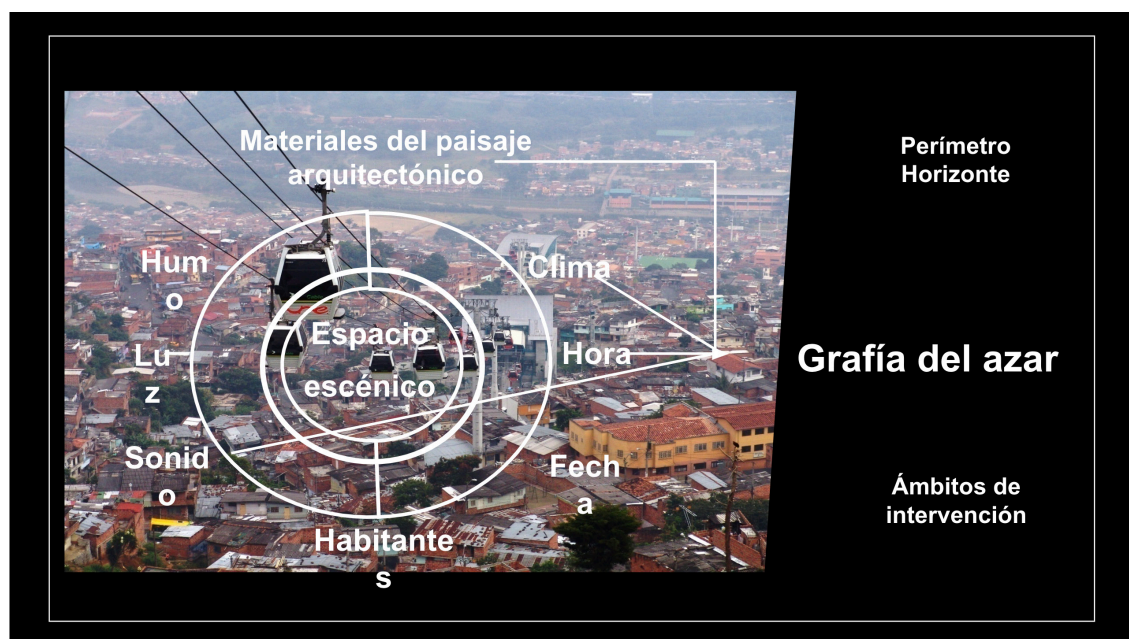 Materiales del paisaje
arquitectónico
Perímetro
Horizonte
Hum
o
Clima
Espacio
escénico
Lu
z
Hora
Grafía del azar
Sonid
o
Fech
a
Ámbitos de
intervención
Habitante
s